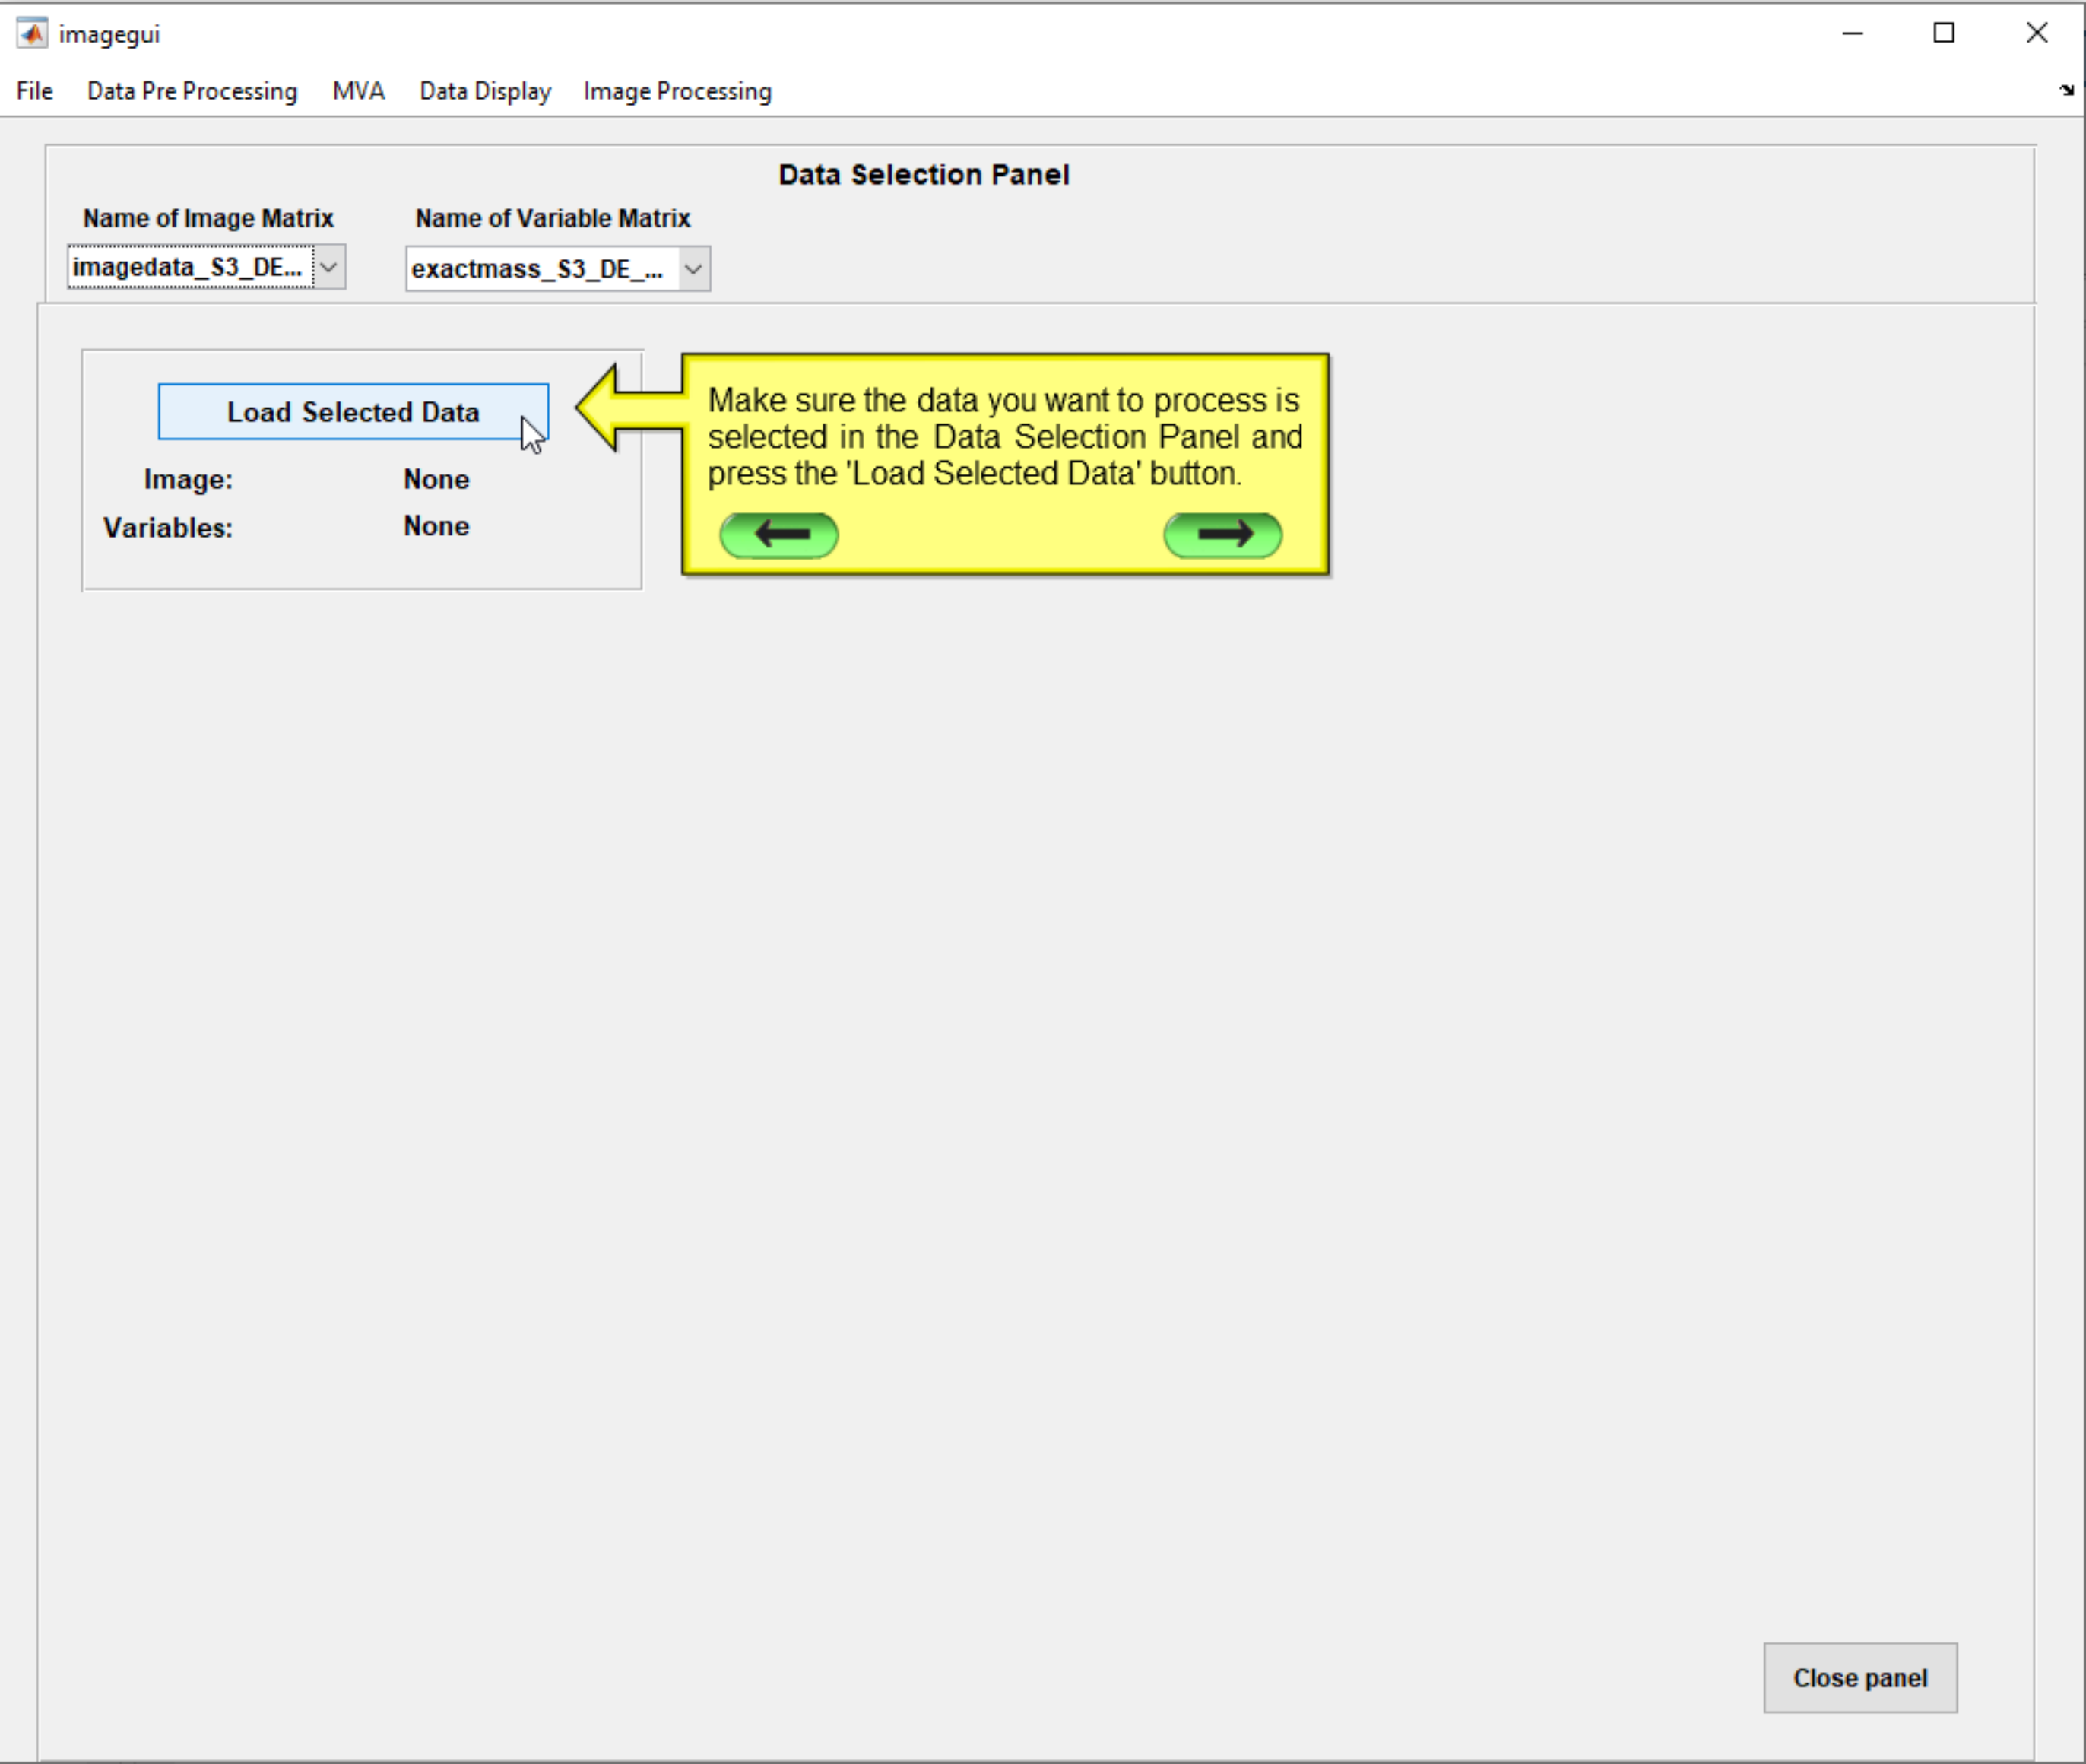 imagegui
File Data Pre Processing MVA Data Display Image Processing
Data Selection Panel
Name of Image Matrix Name of Variable Matrix
imagedata_S3_DE... exactmass_S3_DE_...
Load Selected Data
Image: None
Variables: None
Make sure the data you want to process is
selected in the Data Selection Panel and
press the 'Load Selected Data' button.
Close panel